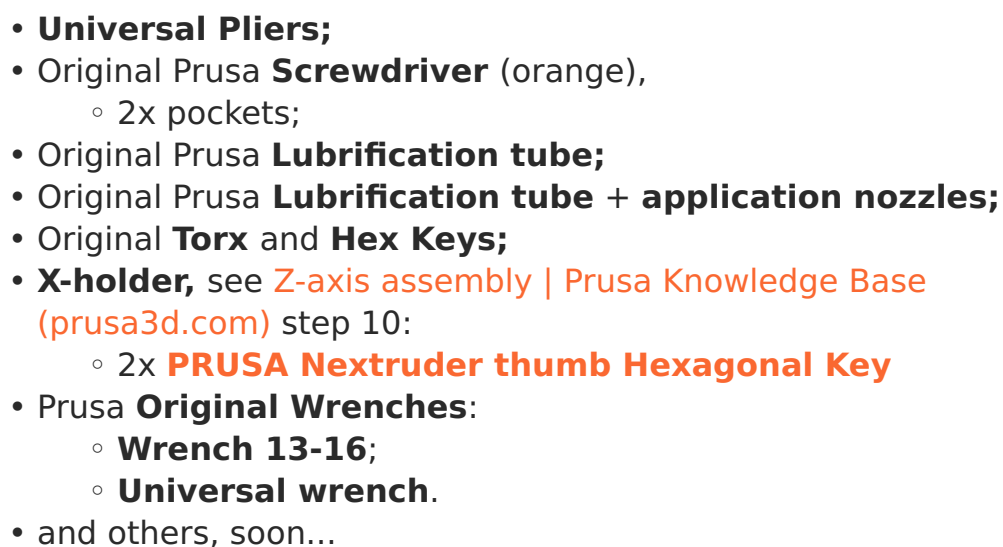 • Universal Pliers;
• Original Prusa Screwdriver (orange),
◦ 2x pockets;
• Original Prusa Lubrification tube;
• Original Prusa Lubrification tube + application nozzles;
• Original Torx and Hex Keys;
• X-holder, see Z-axis assembly | Prusa Knowledge Base
(prusa3d.com) step 10:
◦ 2x PRUSA Nextruder thumb Hexagonal Key
• Prusa Original Wrenches:
◦ Wrench 13-16;
◦ Universal wrench.
• and others, soon...